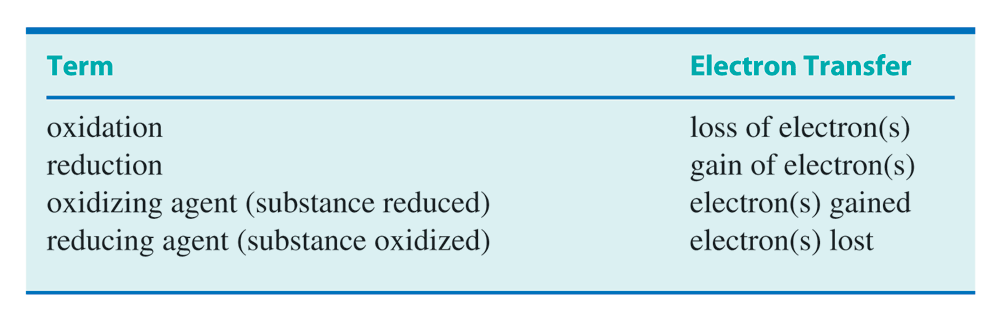 Term Electron Transfer
oxidation loss of electron(s)
reduction gain of electron(s)
oxidizing agent (substance reduced) electron(s) gained
reducing agent (substance oxidized) electron(s) lost